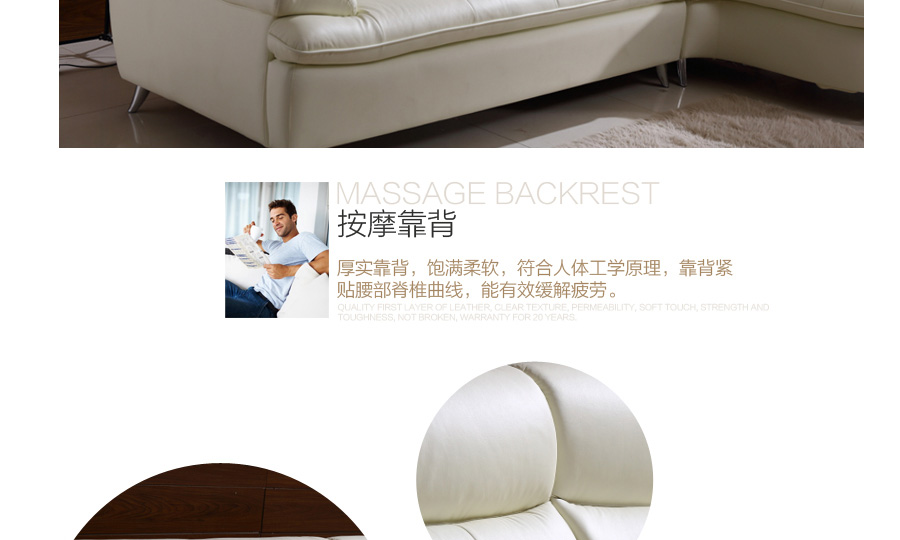 MASSAGE BACKREST
按摩靠背
厚实靠背，饱满柔软，符合人体工学原理，靠背紧
贴腰部脊椎曲线，能有效缓解疲劳。
QUALITY FIRST LAYER OF LEATHER, CLEAR TEXTURE, PERMEABILITY, SOFT TOUCH, STRENGTH AND
TOUGHNESS, NOT BROKEN, WARRANTY FOR 20 YEARS.